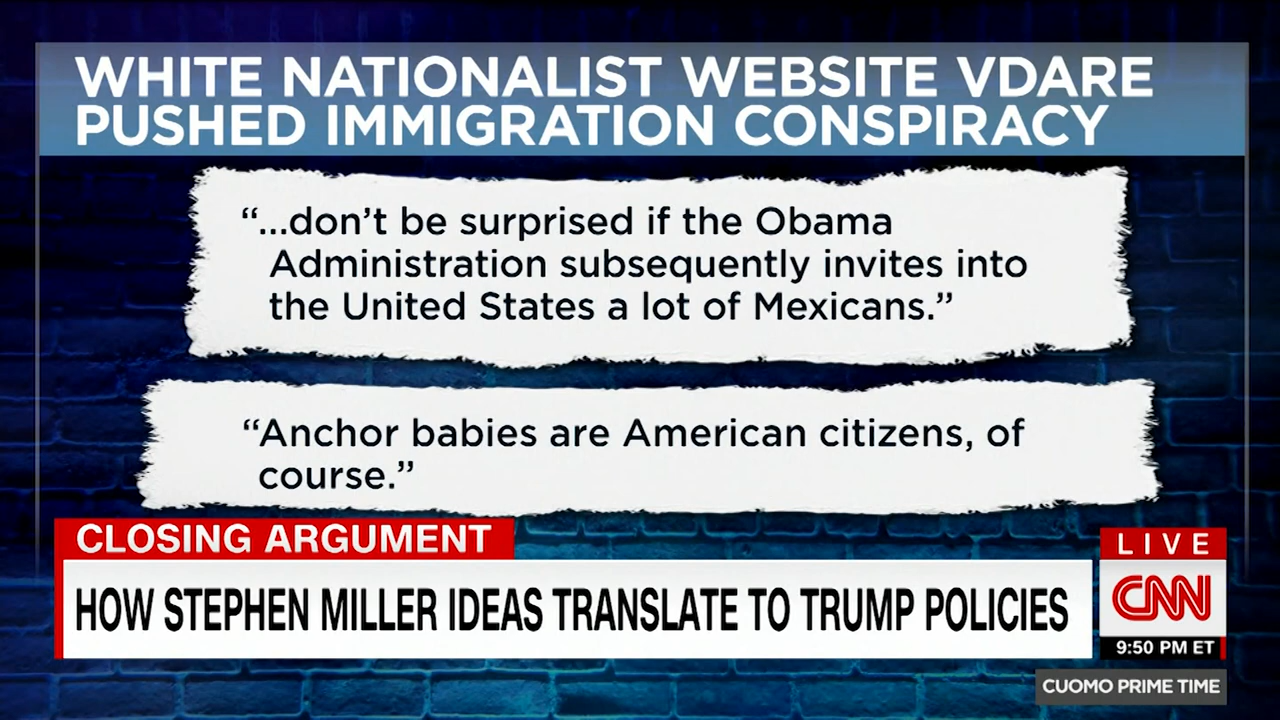 WHITE NATIONALIST WEBSITE VDARE
PUSHED IMMIGRATION CONSPIRACY
“...don’t be surprised if the Obama
Administration subsequently invites into
the United States a lot of Mexicans.”
“Anchor babies are American citizens, of
course.”
CLOSING ARGUMENT
HOW STEPHEN MILLER IDEAS TRANSLATE TO TRUMP POLICIES
LIVE
CNN
9:50 PM ET
CUOMO PRIME TIME